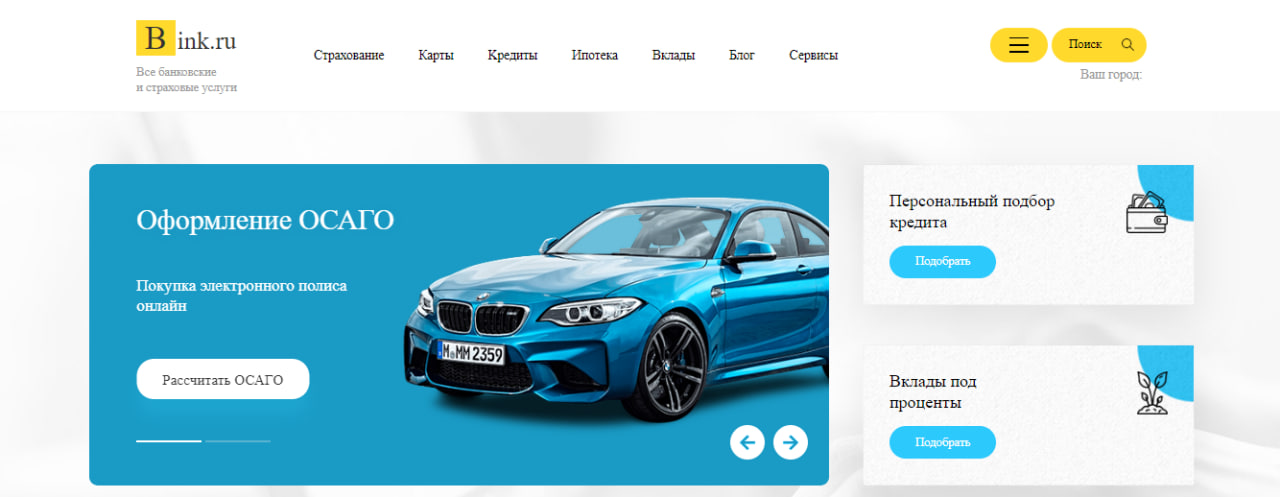 Bink.ru
Все банковские
и страховые услуги
Страхование Карты Кредиты Ипотека Вклады Блог Сервисы
Поиск
Ваш город:
Оформление ОСАГО
Покупка электронного полиса
онлайн
Рассчитать ОСАГО
M MM 2359
Персональный подбор
кредита
Подобрать
Вклады под
проценты
Подобрать